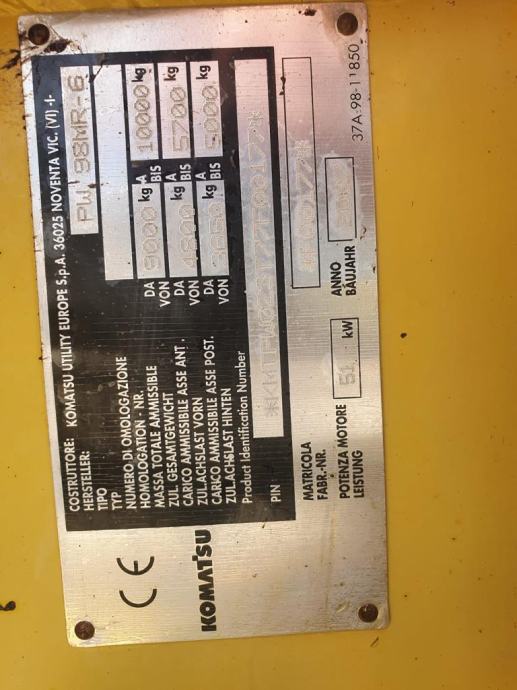 COSTRUTTORE: KOMATSU UTILITY EUROPE S.p.A. 36025 NOVENTA VIC. (VI) -I-
HERSTELLER:
TIPO PW 98MR-6
TYP
NUMERO DI OMOLOGAZIONE
HOMOLOGATION - NR.
MASSA TOTALE AMMISSIBILE DA 9000 kg A 10000 kg
ZUL. GESAMTGEWICHT VON BIS
CARICO AMMISSIBILE ASSE ANT. DA 4800 kg A 5700 kg
ZULACHSLAST VORN VON BIS
CARICO AMMISSIBILE ASSE POST. DA kg A 5000 kg
ZULACHSLAST HINTEN VON BIS
Product Identification Number
PIN
MATRICOLA
FABR.-NR.
POTENZA MOTORE 51 kW ANNO
LEISTUNG BAUJAHR
37A-98-11850
CE
KOMATSU